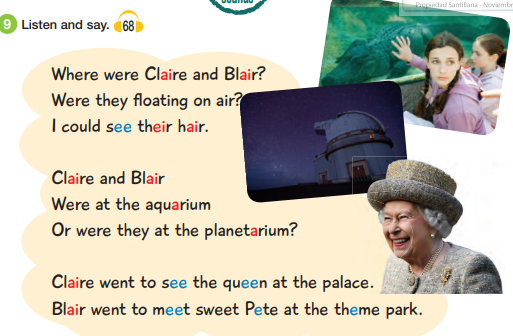 Propiedad Santillana - Noviembr
sounds
9 Listen and say. 68
Where were Claire and Blair?
Were they floating on air?
I could see their hair.
Claire and Blair
Were at the aquarium
Or were they at the planetarium?
Claire went to see the queen at the palace.
Blair went to meet sweet Pete at the theme park.